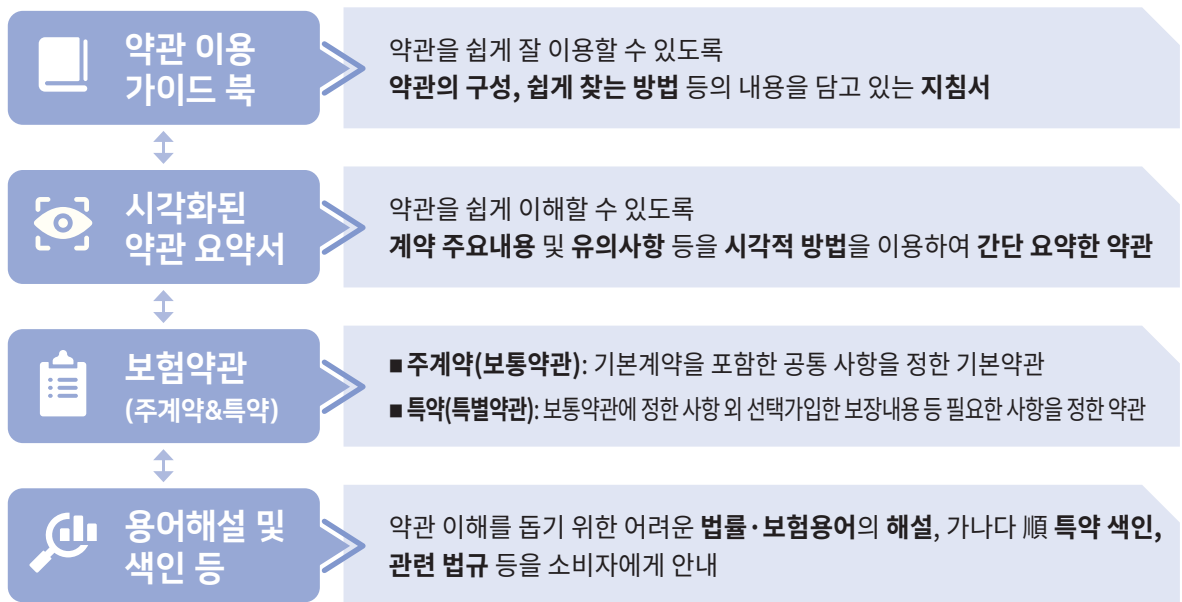 약관 이용
가이드 북
약관을 쉽게 잘 이용할 수 있도록
약관의 구성, 쉽게 찾는 방법 등의 내용을 담고 있는 지침서
시각화된
약관 요약서
약관을 쉽게 이해할 수 있도록
계약 주요내용 및 유의사항 등을 시각적 방법을 이용하여 간단 요약한 약관
보험약관
(주계약&특약)
■ 주계약(보통약관): 기본계약을 포함한 공통 사항을 정한 기본약관
■ 특약(특별약관): 보통약관에 정한 사항 외 선택가입한 보장내용 등 필요한 사항을 정한 약관
용어해설 및
색인 등
약관 이해를 돕기 위한 어려운 법률·보험용어의 해설, 가나다 順 특약 색인,
관련 법규 등을 소비자에게 안내